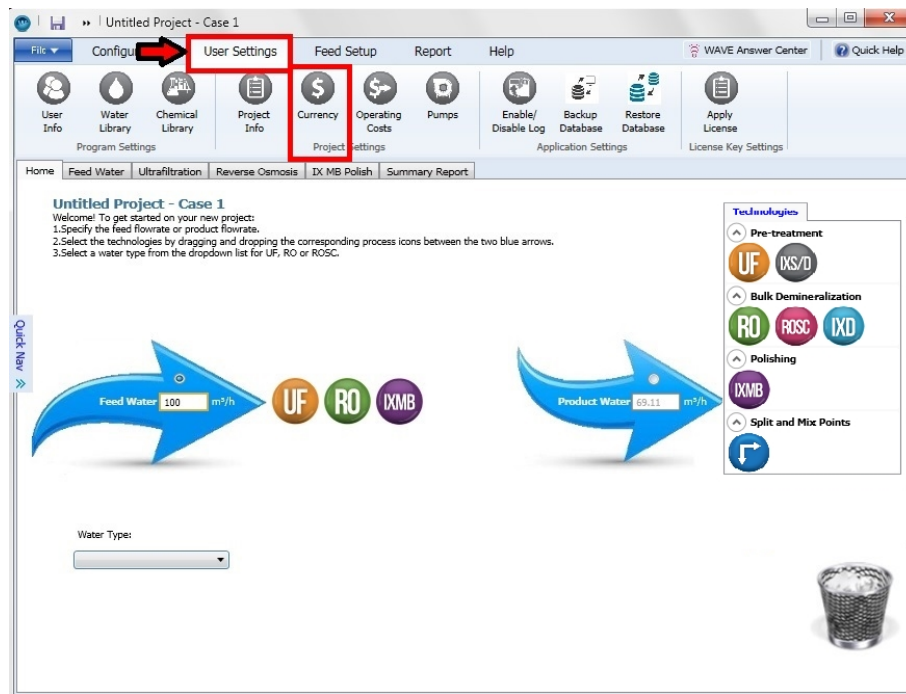 Untitled Project - Case 1
File
User Settings
Feed Setup
Report
Help
WAVE Answer Center
Quick Help
User Info
Water Library
Chemical Library
Project Info
Currency
Operating Costs
Pumps
Enable/ Disable Log
Backup Database
Restore Database
Apply License
Program Settings
Project Settings
Application Settings
License Key Settings
Home
Feed Water
Ultrafiltration
Reverse Osmosis
IX MB Polish
Summary Report
Untitled Project - Case 1
Welcome! To get started on your new project:
1.Specify the feed flowrate or product flowrate.
2.Select the technologies by dragging and dropping the corresponding process icons between the two blue arrows.
3.Select a water type from the dropdown list for UF, RO or ROSC.
Quick Nav
Feed Water 100 m³/h
UF
RO
IXMB
Product Water 69.11 m³/h
Technologies
Pre-treatment
UF
IXS/D
Bulk Demineralization
RO
ROSC
IXD
Polishing
IXMB
Split and Mix Points
Water Type: